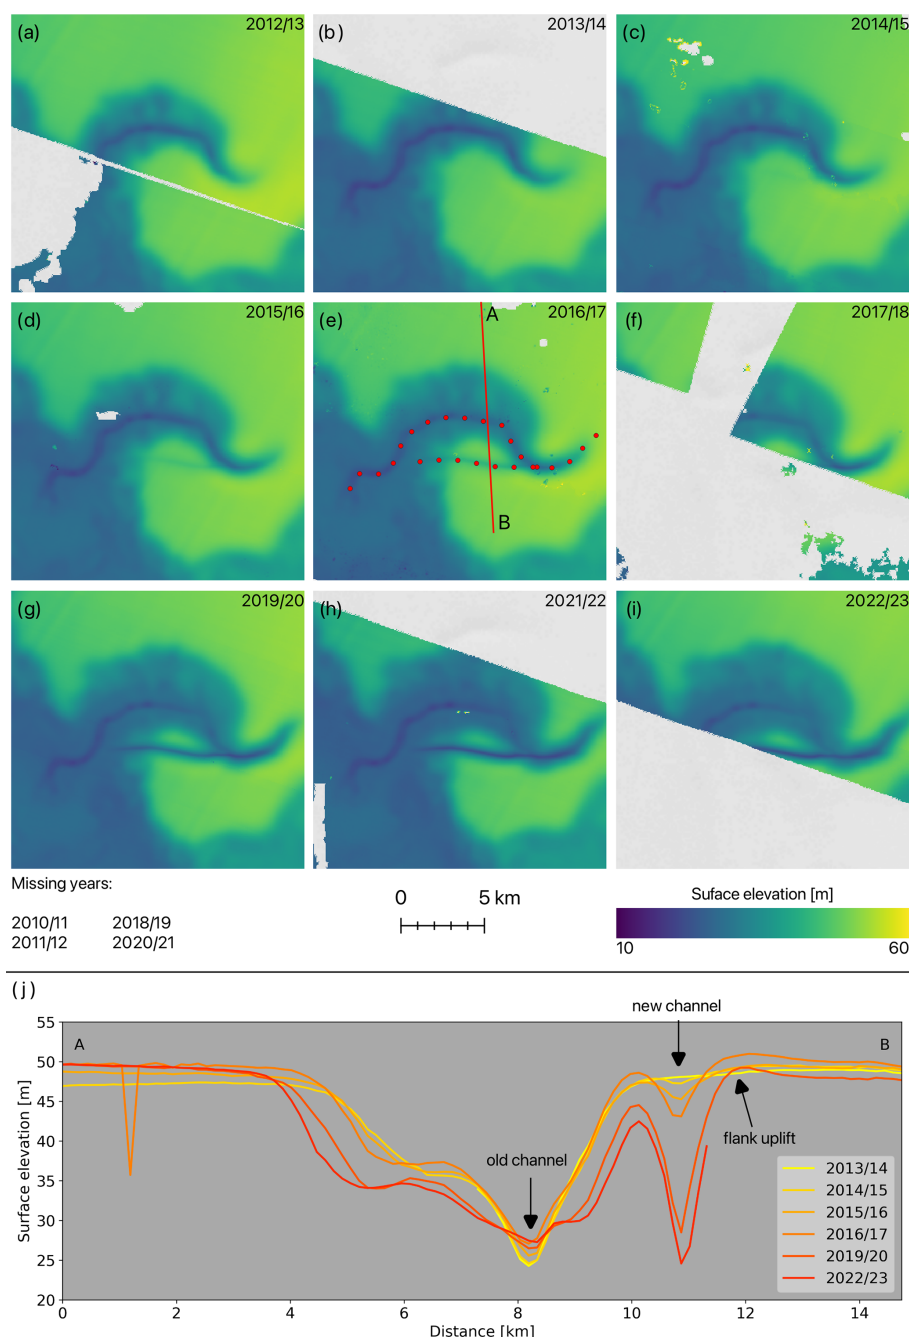 (a) 2012/13
(b) 2013/14
(c) 2014/15
(d) 2015/16
(e) 2016/17
A
B
(f) 2017/18
(g) 2019/20
(h) 2021/22
(i) 2022/23
Missing years:
2010/11 2018/19
2011/12 2020/21
0 5 km
Suface elevation [m]
10 60
(j)
new channel
55
A B
50
45
flank uplift
40
old channel
35
30
25
20
Surface elevation [m]
2013/14
2014/15
2015/16
2016/17
2019/20
2022/23
0 2 4 6 8 10 12 14
Distance [km]